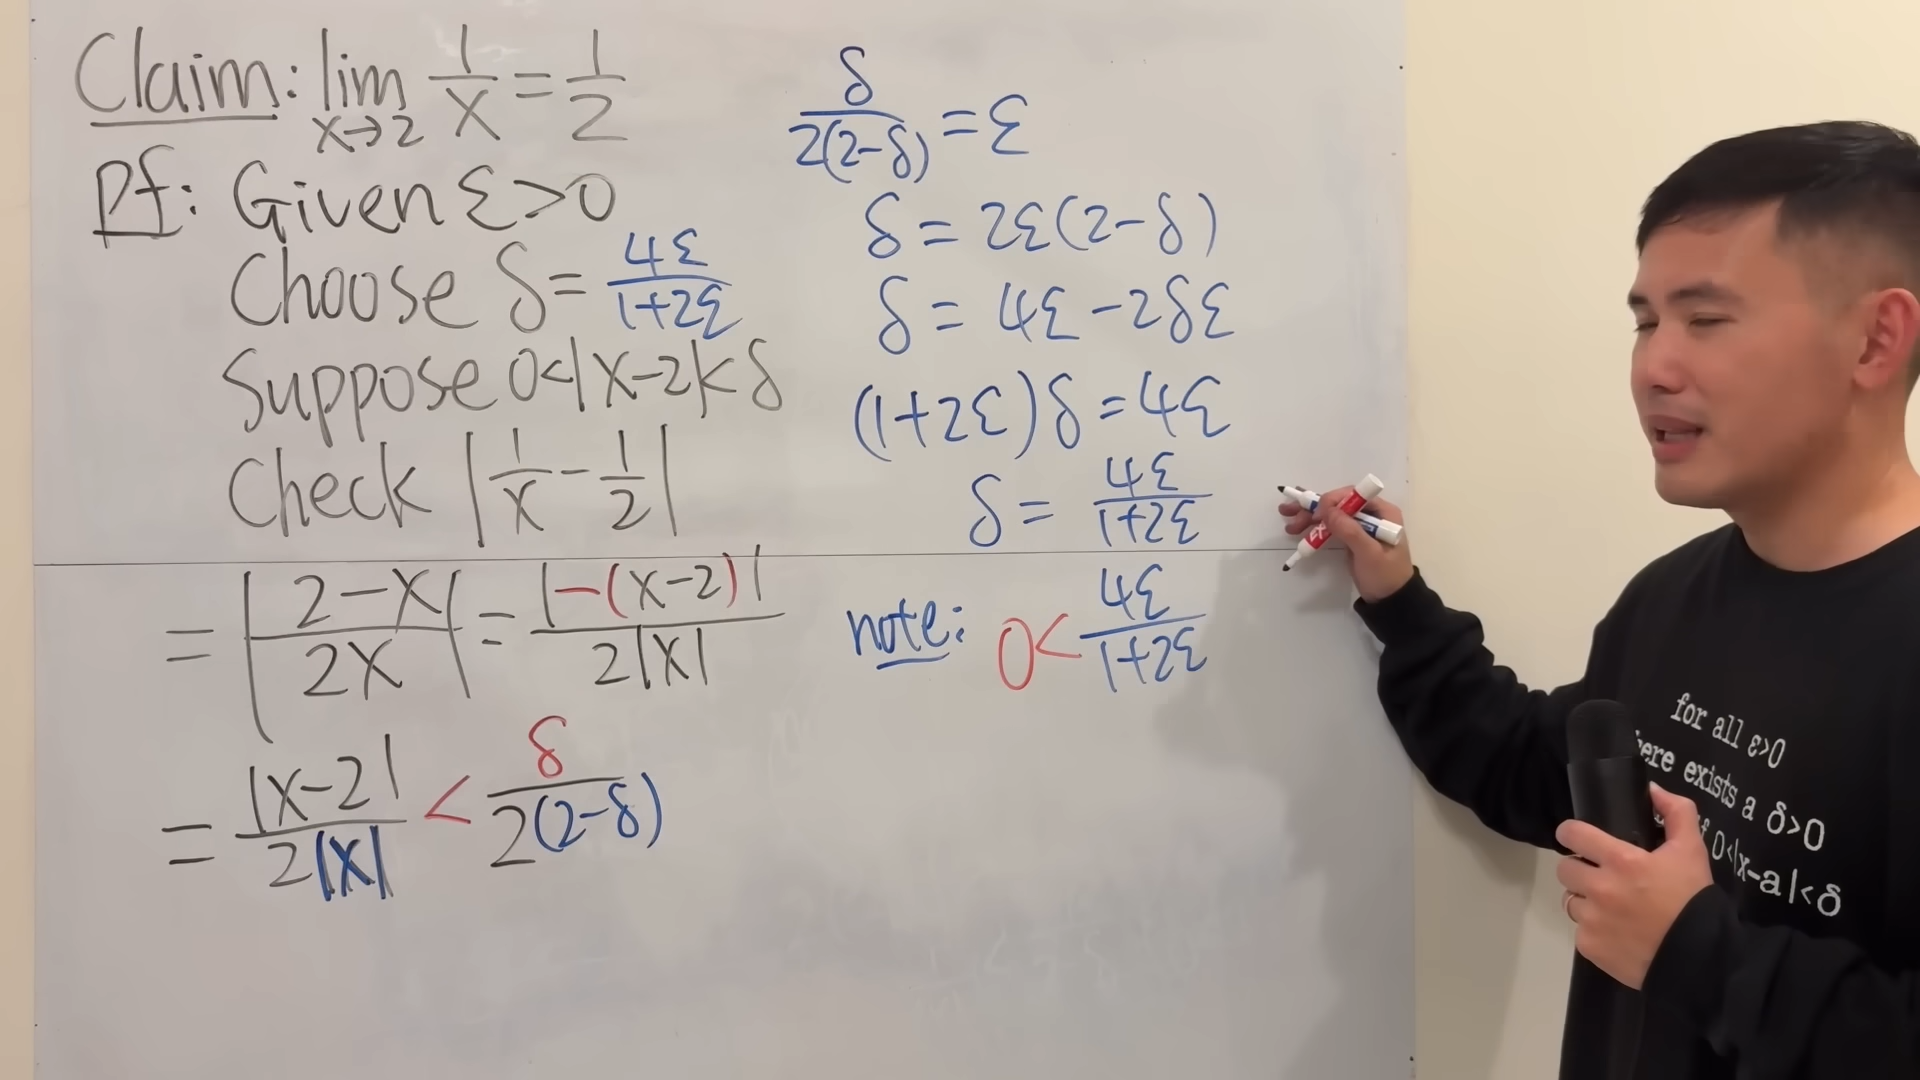 Claim: lim x→2 1/x = 1/2
Pf: Given ε>0
Choose δ = 4ε/(1+2ε)
Suppose 0<|x-2|<δ
Check |1/x - 1/2|
= |(2-x)/(2x)| = |-(x-2)|/(2|x|)
= |x-2|/(2|x|) < δ/(2(2-δ))
δ/(2(2-δ)) = ε
δ = 2ε(2-δ)
δ = 4ε-2δε
(1+2ε)δ = 4ε
δ = 4ε/(1+2ε)
note: 0 < 4ε/(1+2ε)
for all ε>0
here exists a δ>0
if 0<|x-a|<δ